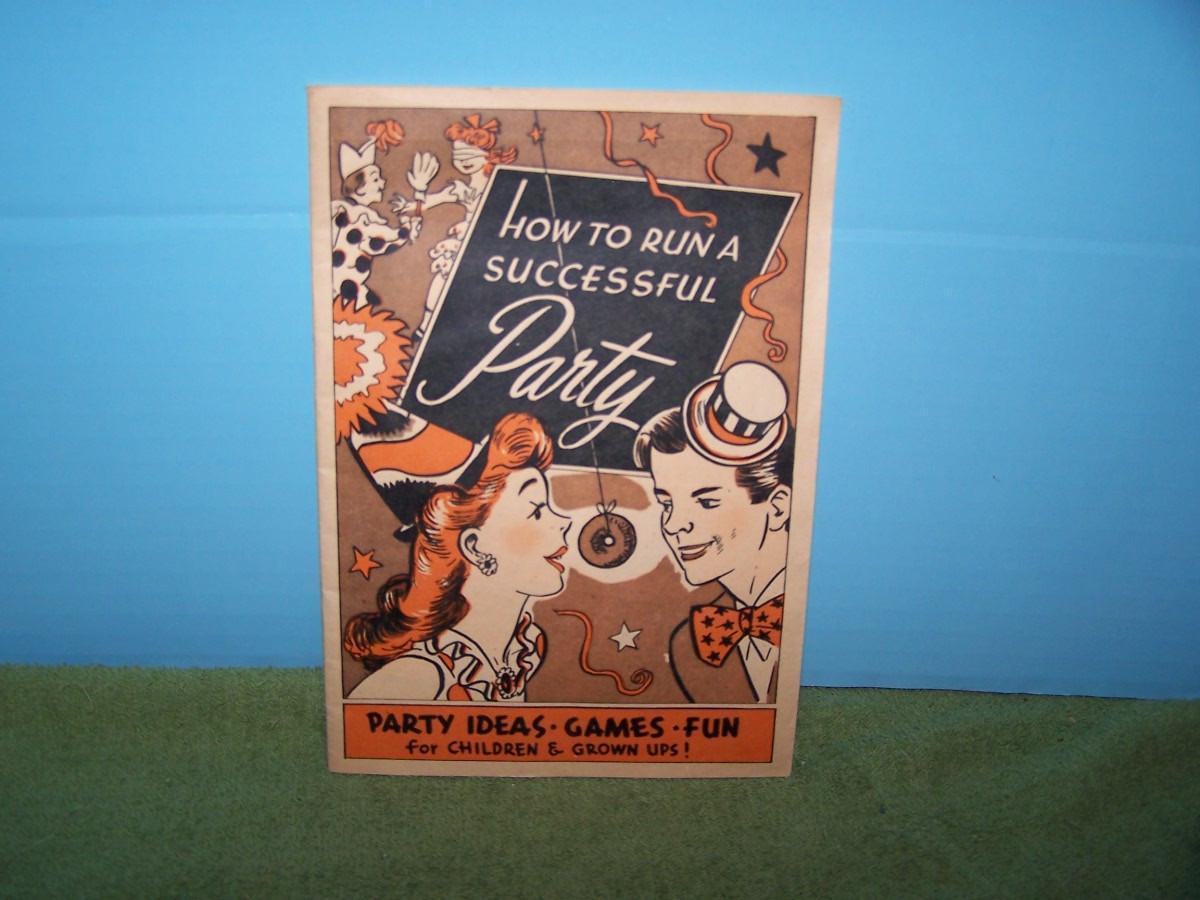 HOW TO RUN A
SUCCESSFUL
Party
PARTY IDEAS · GAMES · FUN
for CHILDREN & GROWN UPS!